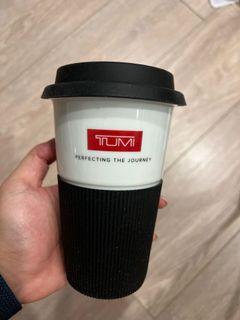 TUMI
PERFECTING THE JOURNEY